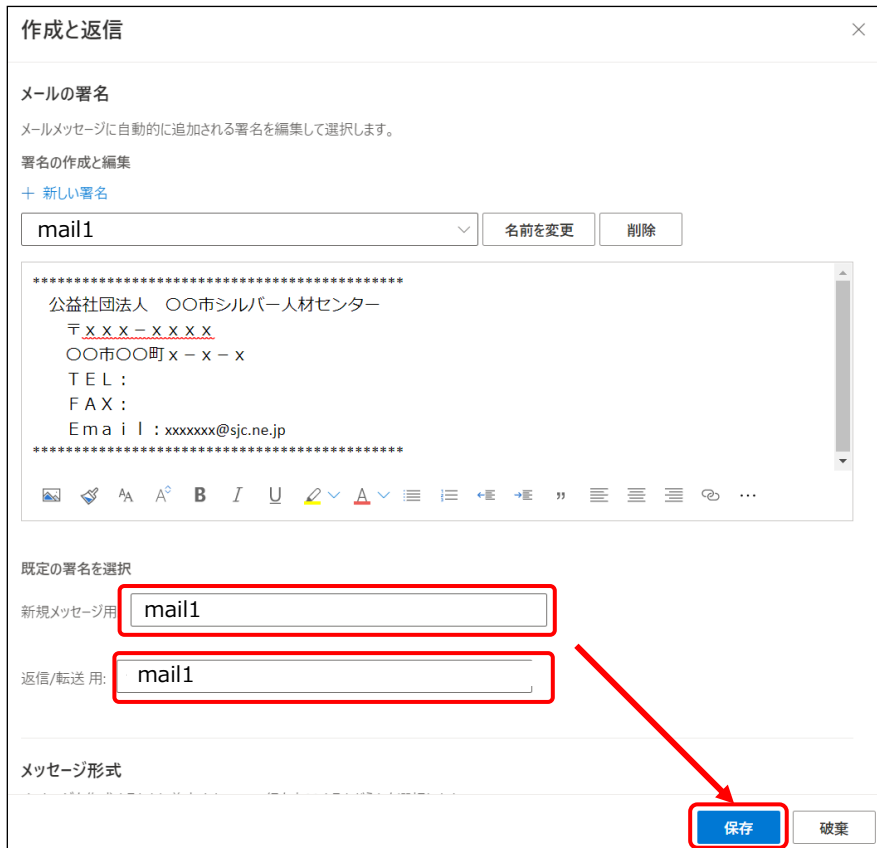 作成と返信
メールの署名
メールメッセージに自動的に追加される署名を編集して選択します。
署名の作成と編集
＋ 新しい署名
mail1
名前を変更
削除
*********************************************
公益社団法人　〇〇市シルバー人材センター
〒ｘｘｘ－ｘｘｘｘ
〇〇市〇〇町ｘ－ｘ－ｘ
ＴＥＬ：
ＦＡＸ：
Ｅｍａｉｌ：xxxxxxx@sjc.ne.jp
*********************************************
既定の署名を選択
新規メッセージ用
mail1
返信/転送 用:
mail1
メッセージ形式
保存
破棄